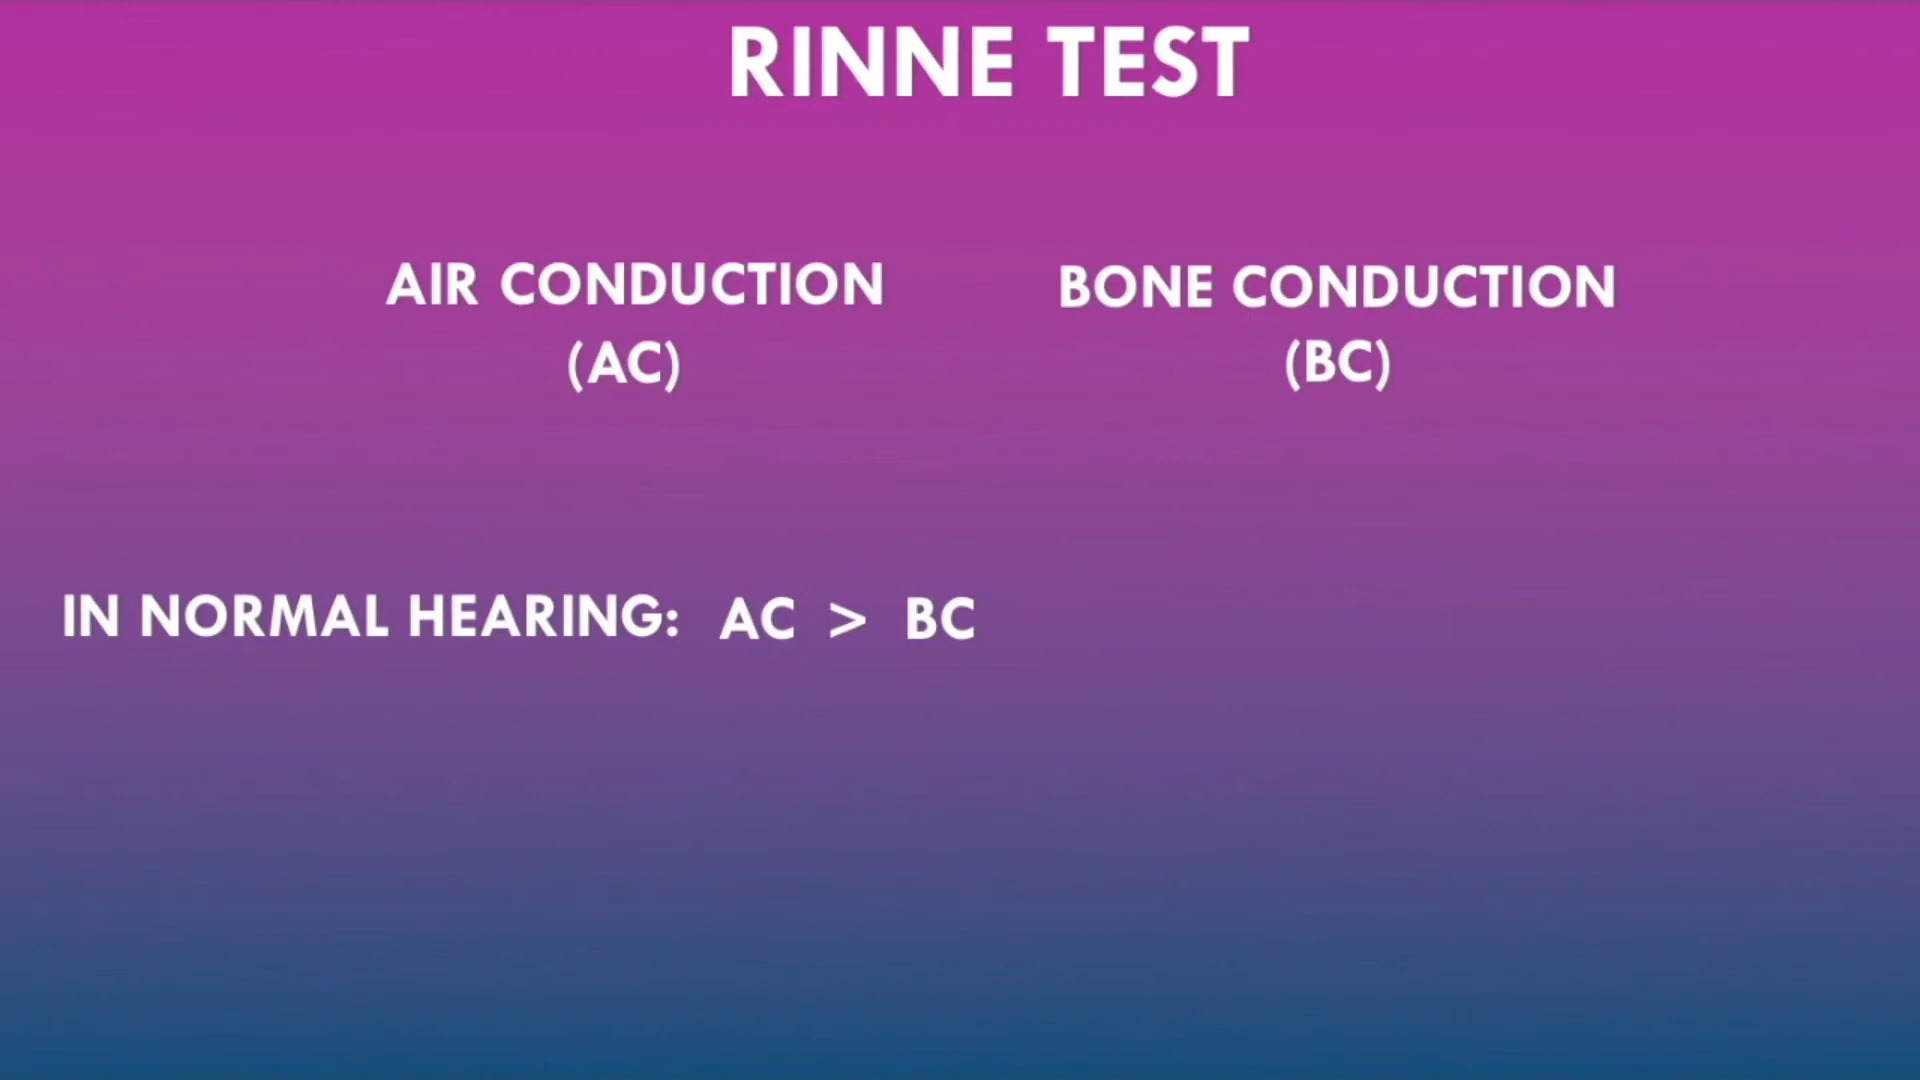 RINNE TEST
AIR CONDUCTION
(AC)
BONE CONDUCTION
(BC)
IN NORMAL HEARING: AC > BC